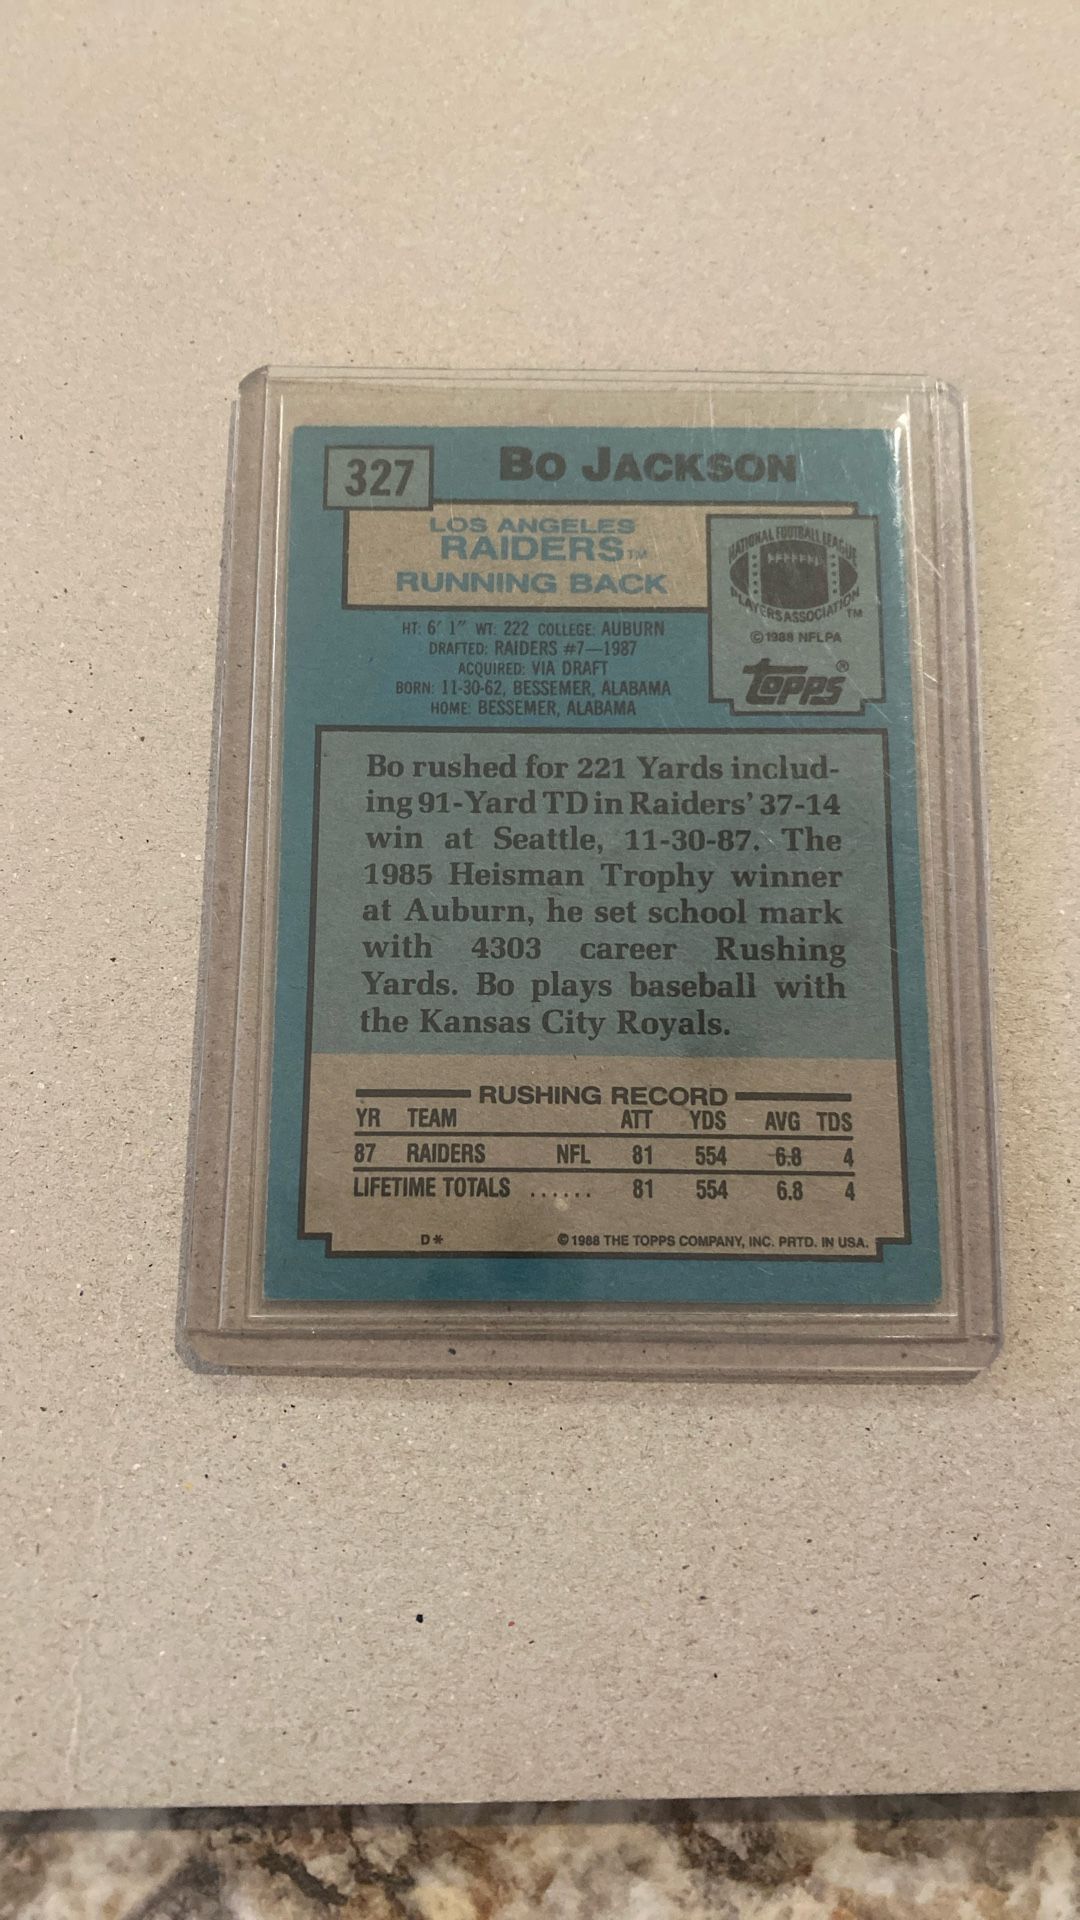 327
BO JACKSON
LOS ANGELES
RAIDERS™
RUNNING BACK
NATIONAL FOOTBALL LEAGUE
PLAYERS ASSOCIATION™
©1988 NFLPA
TOPPS®
HT: 6' 1" WT: 222 COLLEGE: AUBURN
DRAFTED: RAIDERS #7—1987
ACQUIRED: VIA DRAFT
BORN: 11-30-62, BESSEMER, ALABAMA
HOME: BESSEMER, ALABAMA
Bo rushed for 221 Yards includ-
ing 91-Yard TD in Raiders' 37-14
win at Seattle, 11-30-87. The
1985 Heisman Trophy winner
at Auburn, he set school mark
with 4303 career Rushing
Yards. Bo plays baseball with
the Kansas City Royals.
RUSHING RECORD
YR TEAM ATT YDS AVG TDS
87 RAIDERS NFL 81 554 6.8 4
LIFETIME TOTALS ...... 81 554 6.8 4
D* ©1988 THE TOPPS COMPANY, INC. PRTD. IN USA.